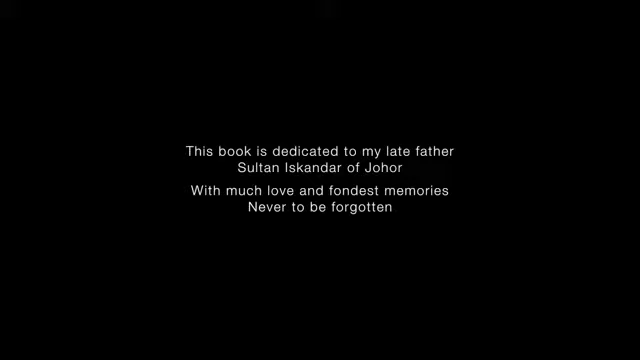 This book is dedicated to my late father
Sultan Iskandar of Johor
With much love and fondest memories
Never to be forgotten